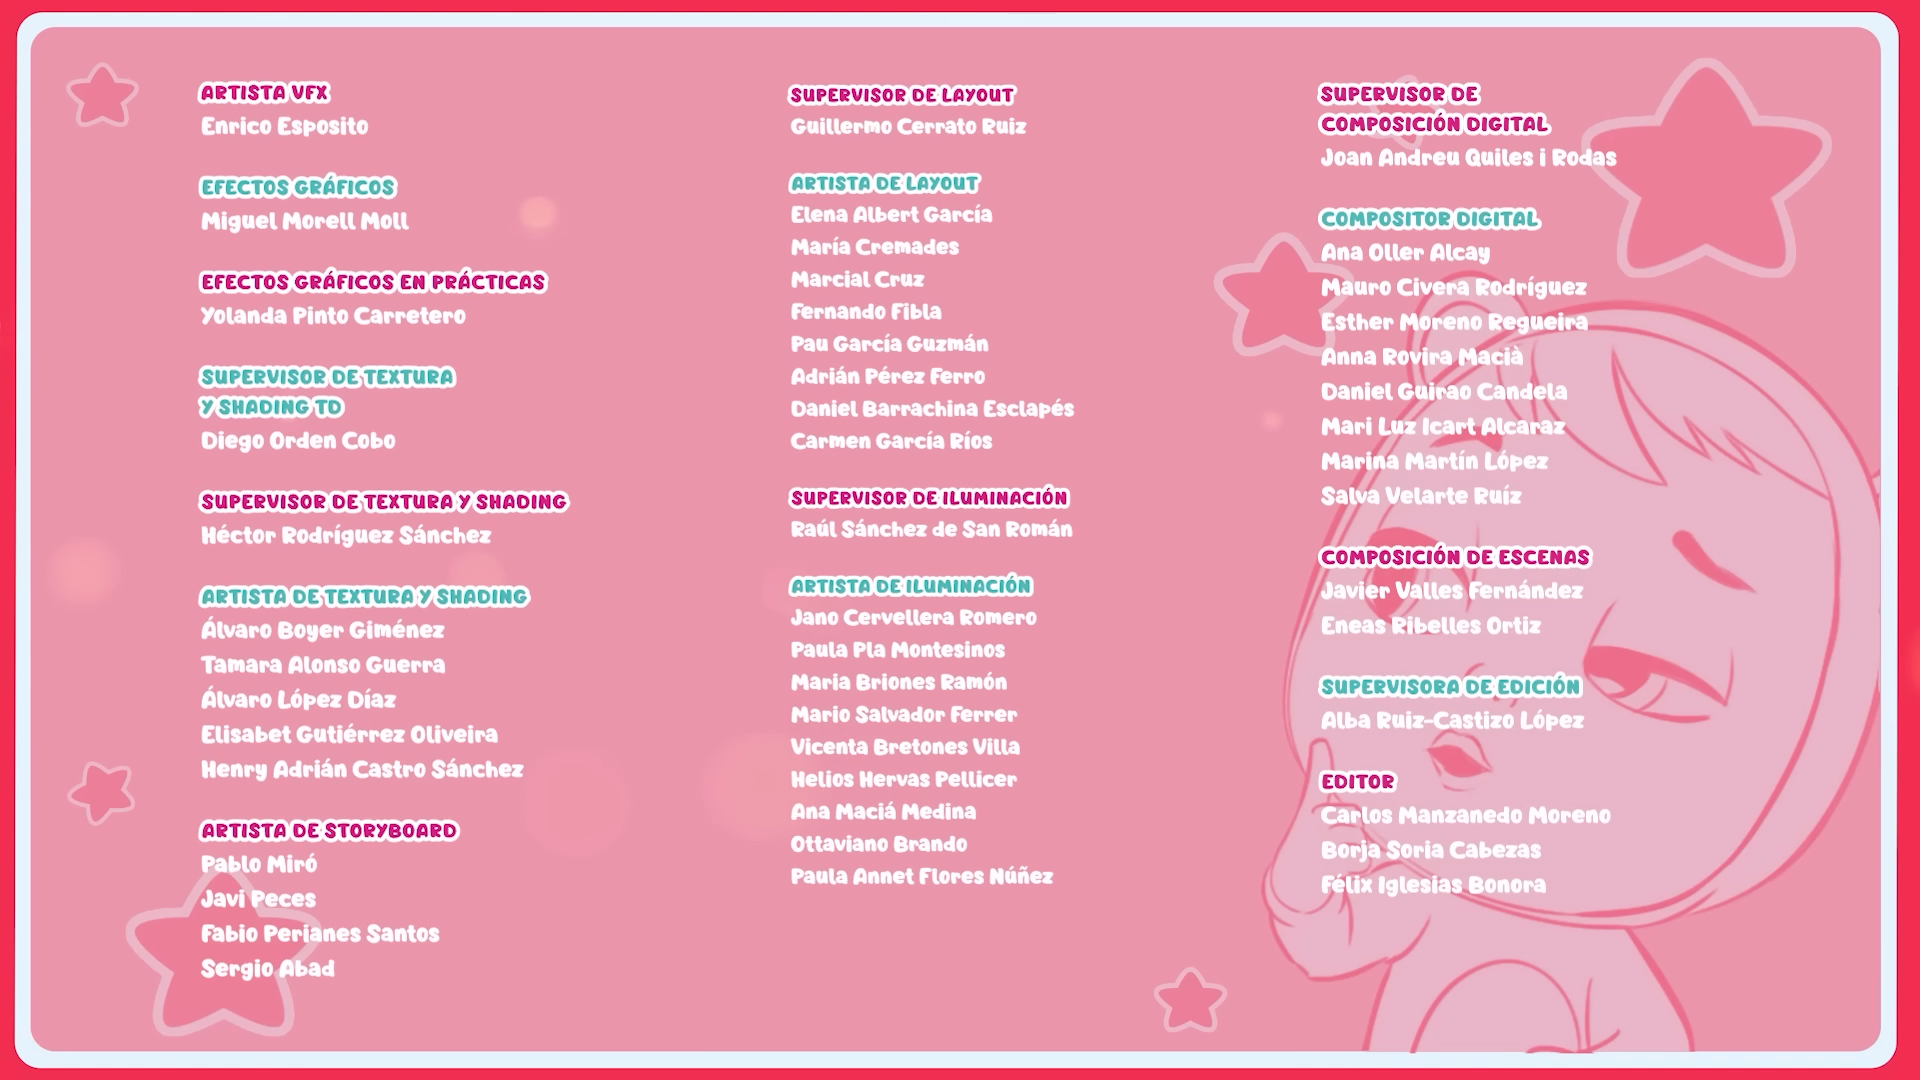 ARTISTA VFX
Enrico Esposito
EFECTOS GRÁFICOS
Miguel Morell Moll
EFECTOS GRÁFICOS EN PRÁCTICAS
Yolanda Pinto Carretero
SUPERVISOR DE TEXTURA
Y SHADING TD
Diego Orden Cobo
SUPERVISOR DE TEXTURA Y SHADING
Héctor Rodríguez Sánchez
ARTISTA DE TEXTURA Y SHADING
Álvaro Boyer Giménez
Tamara Alonso Guerra
Álvaro López Díaz
Elisabet Gutiérrez Oliveira
Henry Adrián Castro Sánchez
ARTISTA DE STORYBOARD
Pablo Miró
Javi Peces
Fabio Perianes Santos
Sergio Abad
SUPERVISOR DE LAYOUT
Guillermo Cerrato Ruiz
ARTISTA DE LAYOUT
Elena Albert García
María Cremades
Marcial Cruz
Fernando Fibla
Pau García Guzmán
Adrián Pérez Ferro
Daniel Barrachina Esclapés
Carmen García Ríos
SUPERVISOR DE ILUMINACIÓN
Raúl Sánchez de San Román
ARTISTA DE ILUMINACIÓN
Jano Cervellera Romero
Paula Pla Montesinos
Maria Briones Ramón
Mario Salvador Ferrer
Vicenta Bretones Villa
Helios Hervas Pellicer
Ana Maciá Medina
Ottaviano Brando
Paula Annet Flores Núñez
SUPERVISOR DE
COMPOSICIÓN DIGITAL
Joan Andreu Quiles i Rodas
COMPOSITOR DIGITAL
Ana Oller Alcay
Mauro Civera Rodríguez
Esther Moreno Regueira
Anna Rovira Macià
Daniel Guirao Candela
Mari Luz Icart Alcaraz
Marina Martín López
Salva Velarte Ruíz
COMPOSICIÓN DE ESCENAS
Javier Valles Fernández
Eneas Ribelles Ortiz
SUPERVISORA DE EDICIÓN
Alba Ruiz-Castizo López
EDITOR
Carlos Manzanedo Moreno
Borja Soria Cabezas
Félix Iglesias Bonora